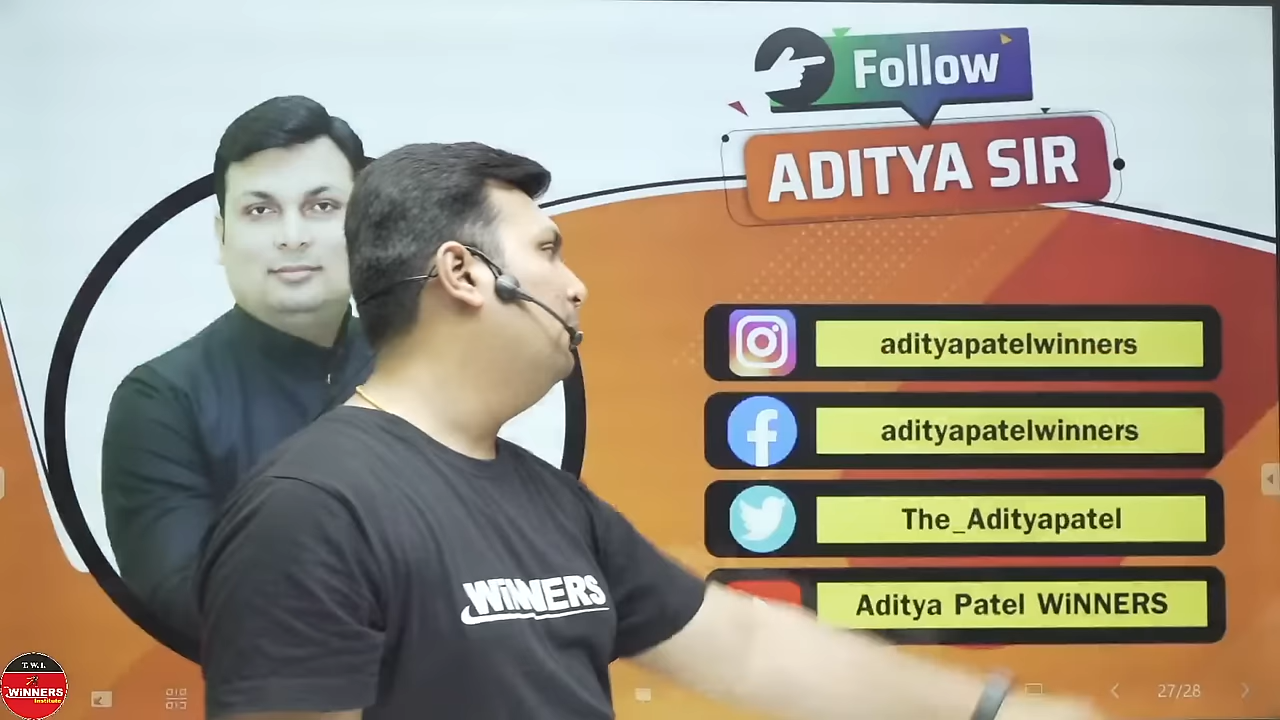 Follow
ADITYA SIR
adityapatelwinners
adityapatelwinners
The_Adityapatel
Aditya Patel WiNNERS
WiNNERS
T.W.I.
WiNNERS
Institute
27/28